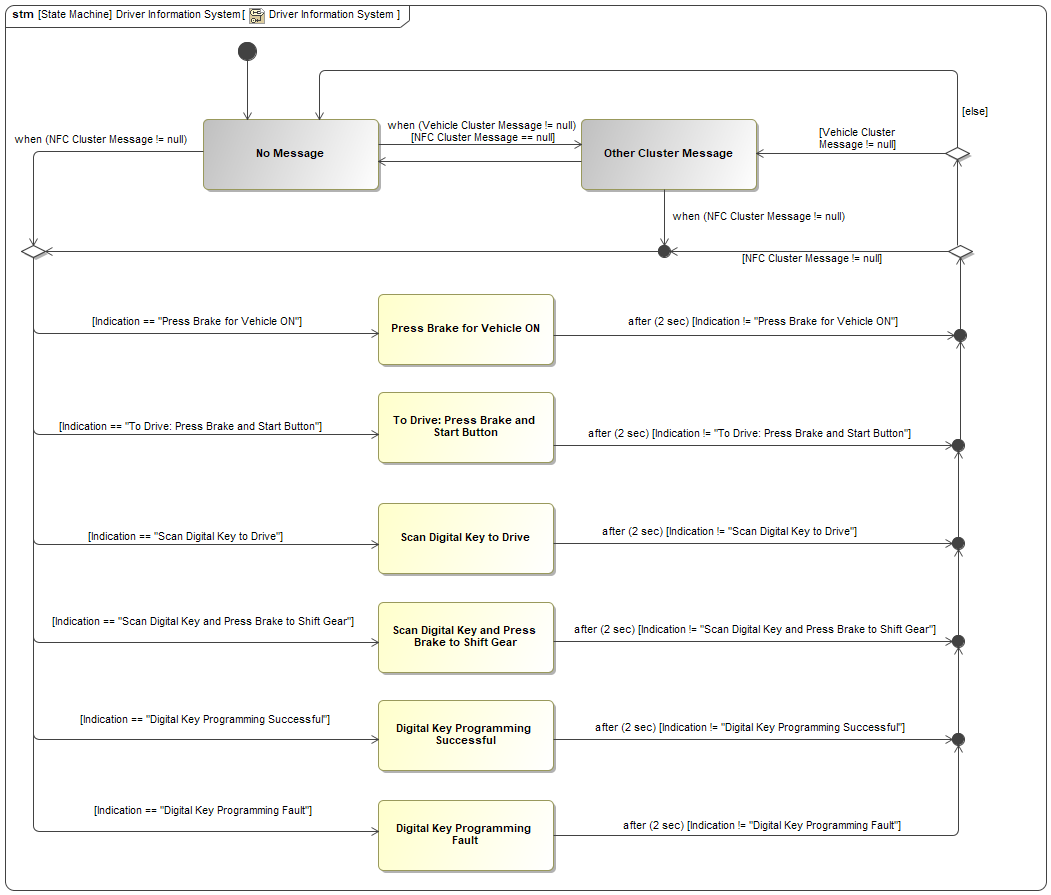 stm [State Machine] Driver Information System [ Driver Information System ]
[else]
when (NFC Cluster Message != null)
No Message
when (Vehicle Cluster Message != null)
[NFC Cluster Message == null]
Other Cluster Message
[Vehicle Cluster
Message != null]
when (NFC Cluster Message != null)
[NFC Cluster Message != null]
[Indication == "Press Brake for Vehicle ON"]
Press Brake for Vehicle ON
after (2 sec) [Indication != "Press Brake for Vehicle ON"]
[Indication == "To Drive: Press Brake and Start Button"]
To Drive: Press Brake and
Start Button
after (2 sec) [Indication != "To Drive: Press Brake and Start Button"]
[Indication == "Scan Digital Key to Drive"]
Scan Digital Key to Drive
after (2 sec) [Indication != "Scan Digital Key to Drive"]
[Indication == "Scan Digital Key and Press Brake to Shift Gear"]
Scan Digital Key and Press
Brake to Shift Gear
after (2 sec) [Indication != "Scan Digital Key and Press Brake to Shift Gear"]
[Indication == "Digital Key Programming Successful"]
Digital Key Programming
Successful
after (2 sec) [Indication != "Digital Key Programming Successful"]
[Indication == "Digital Key Programming Fault"]
Digital Key Programming
Fault
after (2 sec) [Indication != "Digital Key Programming Fault"]